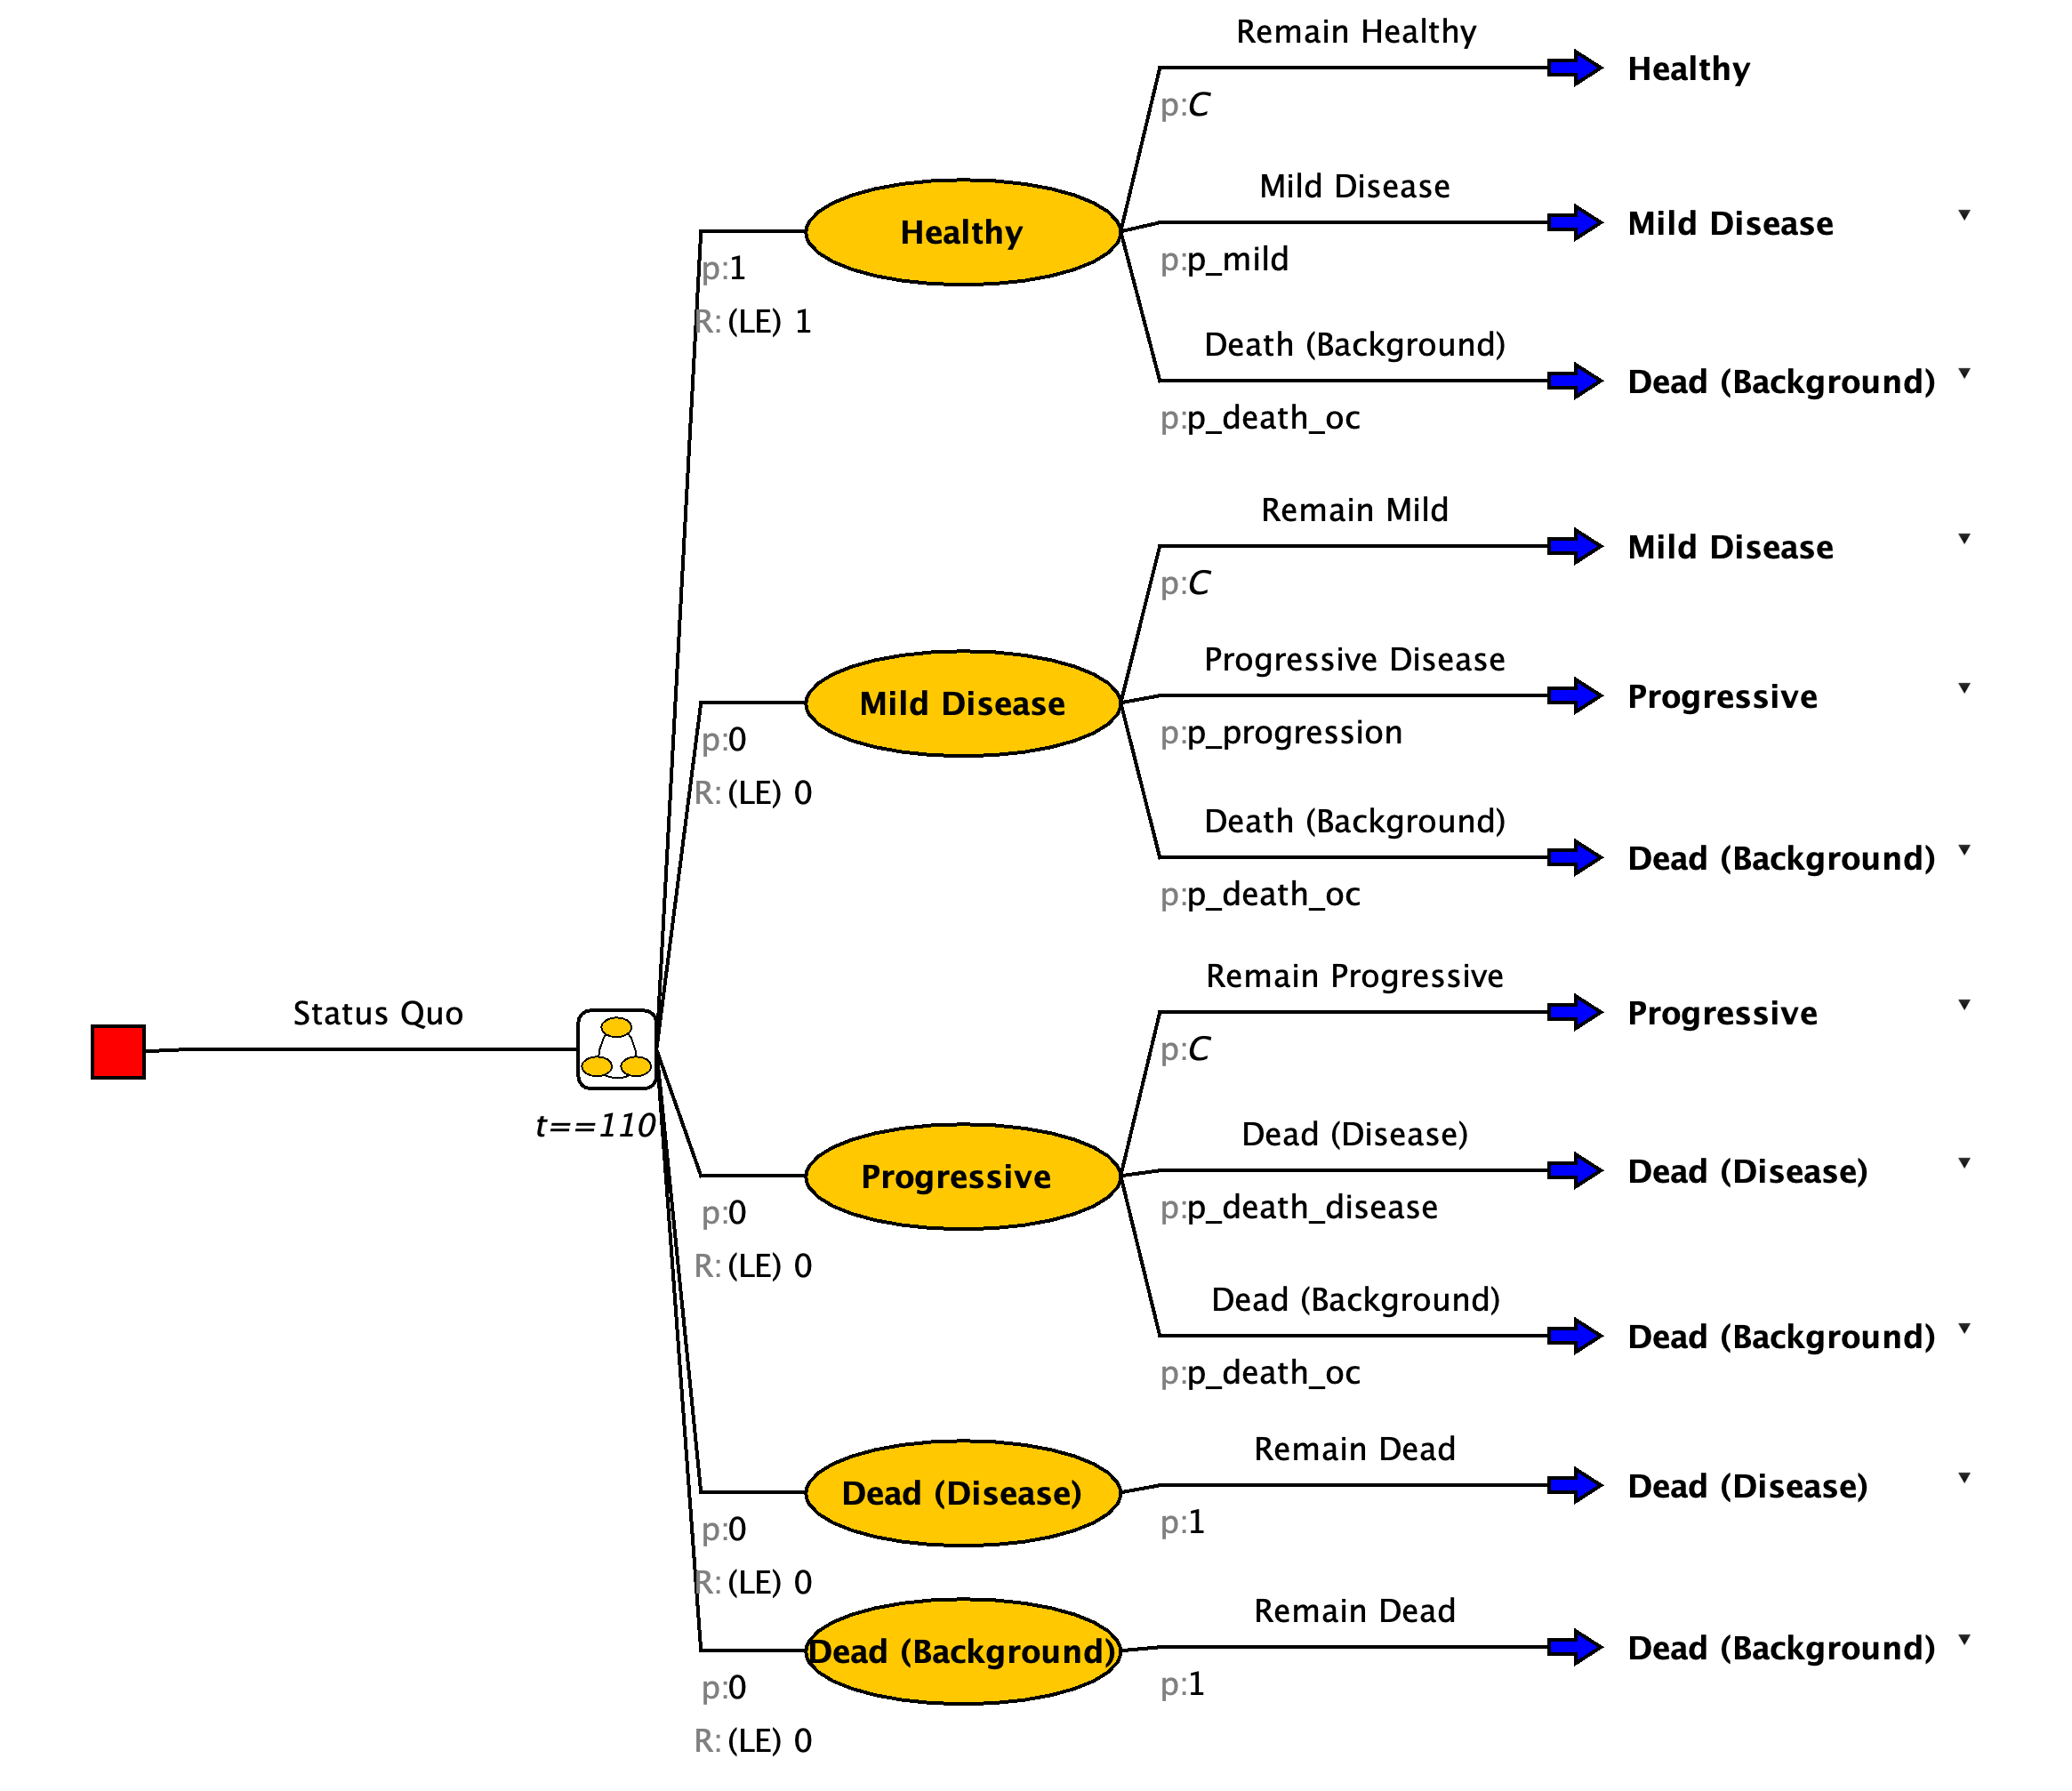 Status Quo
t==110
p:1
R: (LE) 1
Healthy
Remain Healthy
p:C
Healthy
Mild Disease
p:p_mild
Mild Disease
Death (Background)
p:p_death_oc
Dead (Background)
p:0
R: (LE) 0
Mild Disease
Remain Mild
p:C
Mild Disease
Progressive Disease
p:p_progression
Progressive
Death (Background)
p:p_death_oc
Dead (Background)
p:0
R: (LE) 0
Progressive
Remain Progressive
p:C
Progressive
Dead (Disease)
p:p_death_disease
Dead (Disease)
Dead (Background)
p:p_death_oc
Dead (Background)
p:0
R: (LE) 0
Dead (Disease)
Remain Dead
p:1
Dead (Disease)
p:0
R: (LE) 0
Dead (Background)
Remain Dead
p:1
Dead (Background)